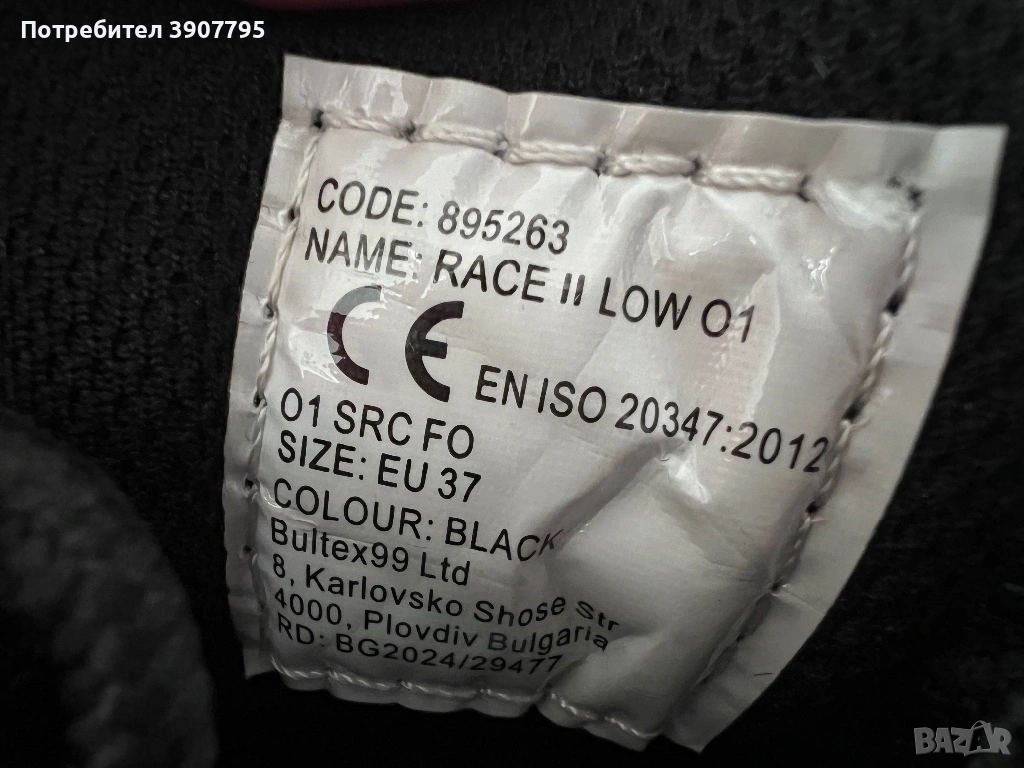 Потребител 3907795
CODE: 895263
NAME: RACE II LOW O1
CE EN ISO 20347:2012
O1 SRC FO
SIZE: EU 37
COLOUR: BLACK
Bultex99 Ltd
8, Karlovsko Shose Str
4000, Plovdiv Bulgaria
RD: BG2024/29477
BAZAR